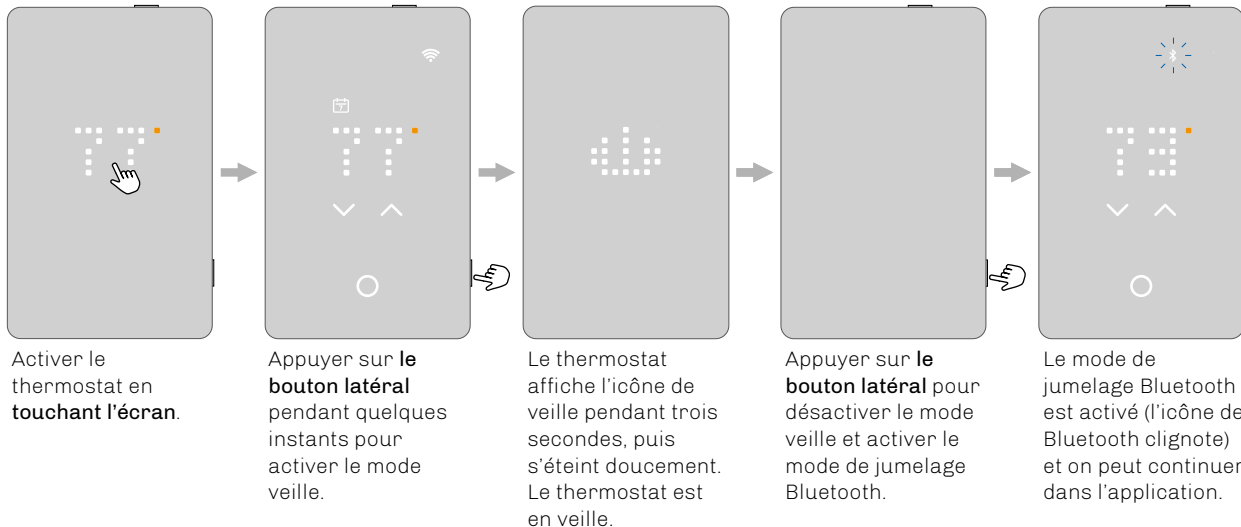 77
77
73
Activer le
thermostat en
touchant l'écran.
Appuyer sur le
bouton latéral
pendant quelques
instants pour
activer le mode
veille.
Le thermostat
affiche l'icône de
veille pendant trois
secondes, puis
s'éteint doucement.
Le thermostat est
en veille.
Appuyer sur le
bouton latéral pour
désactiver le mode
veille et activer le
mode de jumelage
Bluetooth.
Le mode de
jumelage Bluetooth
est activé (l'icône de
Bluetooth clignote)
et on peut continuer
dans l'application.